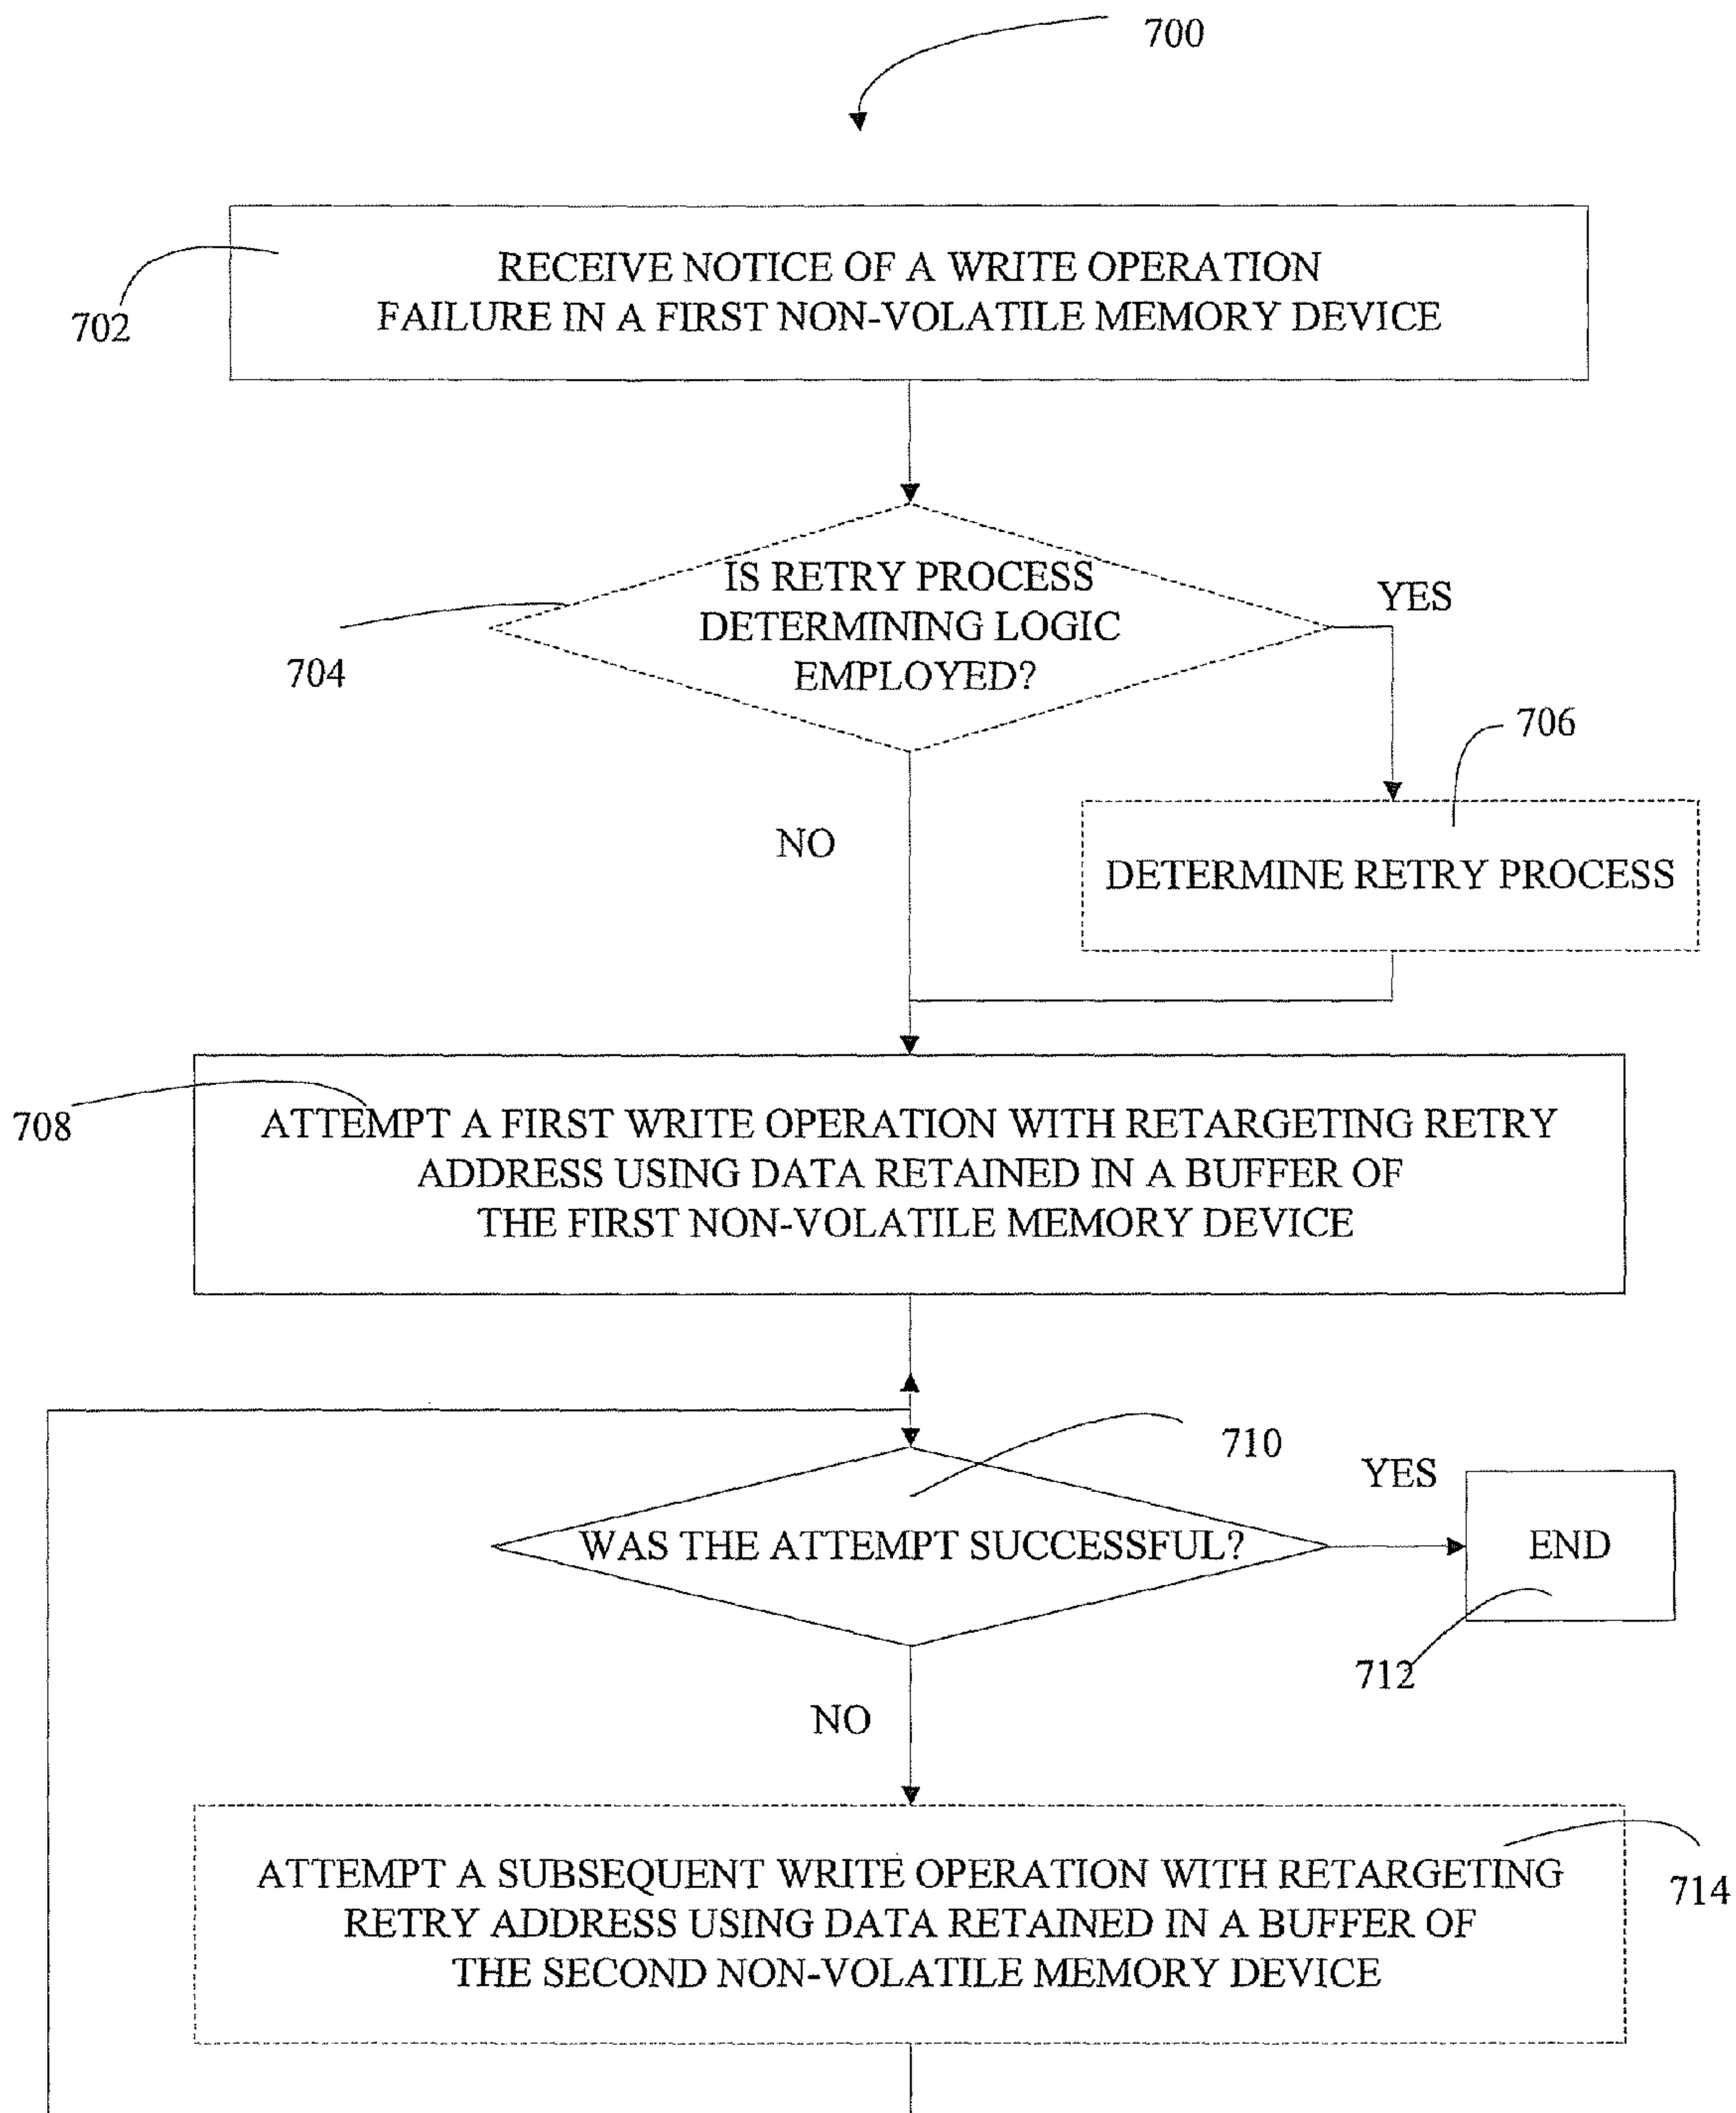 700
RECEIVE NOTICE OF A WRITE OPERATION
FAILURE IN A FIRST NON-VOLATILE MEMORY DEVICE
702
IS RETRY PROCESS
DETERMINING LOGIC
EMPLOYED?
YES
704
706
NO
DETERMINE RETRY PROCESS
708
ATTEMPT A FIRST WRITE OPERATION WITH RETARGETING RETRY
ADDRESS USING DATA RETAINED IN A BUFFER OF
THE FIRST NON-VOLATILE MEMORY DEVICE
710
YES
WAS THE ATTEMPT SUCCESSFUL?
END
712
NO
ATTEMPT A SUBSEQUENT WRITE OPERATION WITH RETARGETING
RETRY ADDRESS USING DATA RETAINED IN A BUFFER OF
THE SECOND NON-VOLATILE MEMORY DEVICE
714